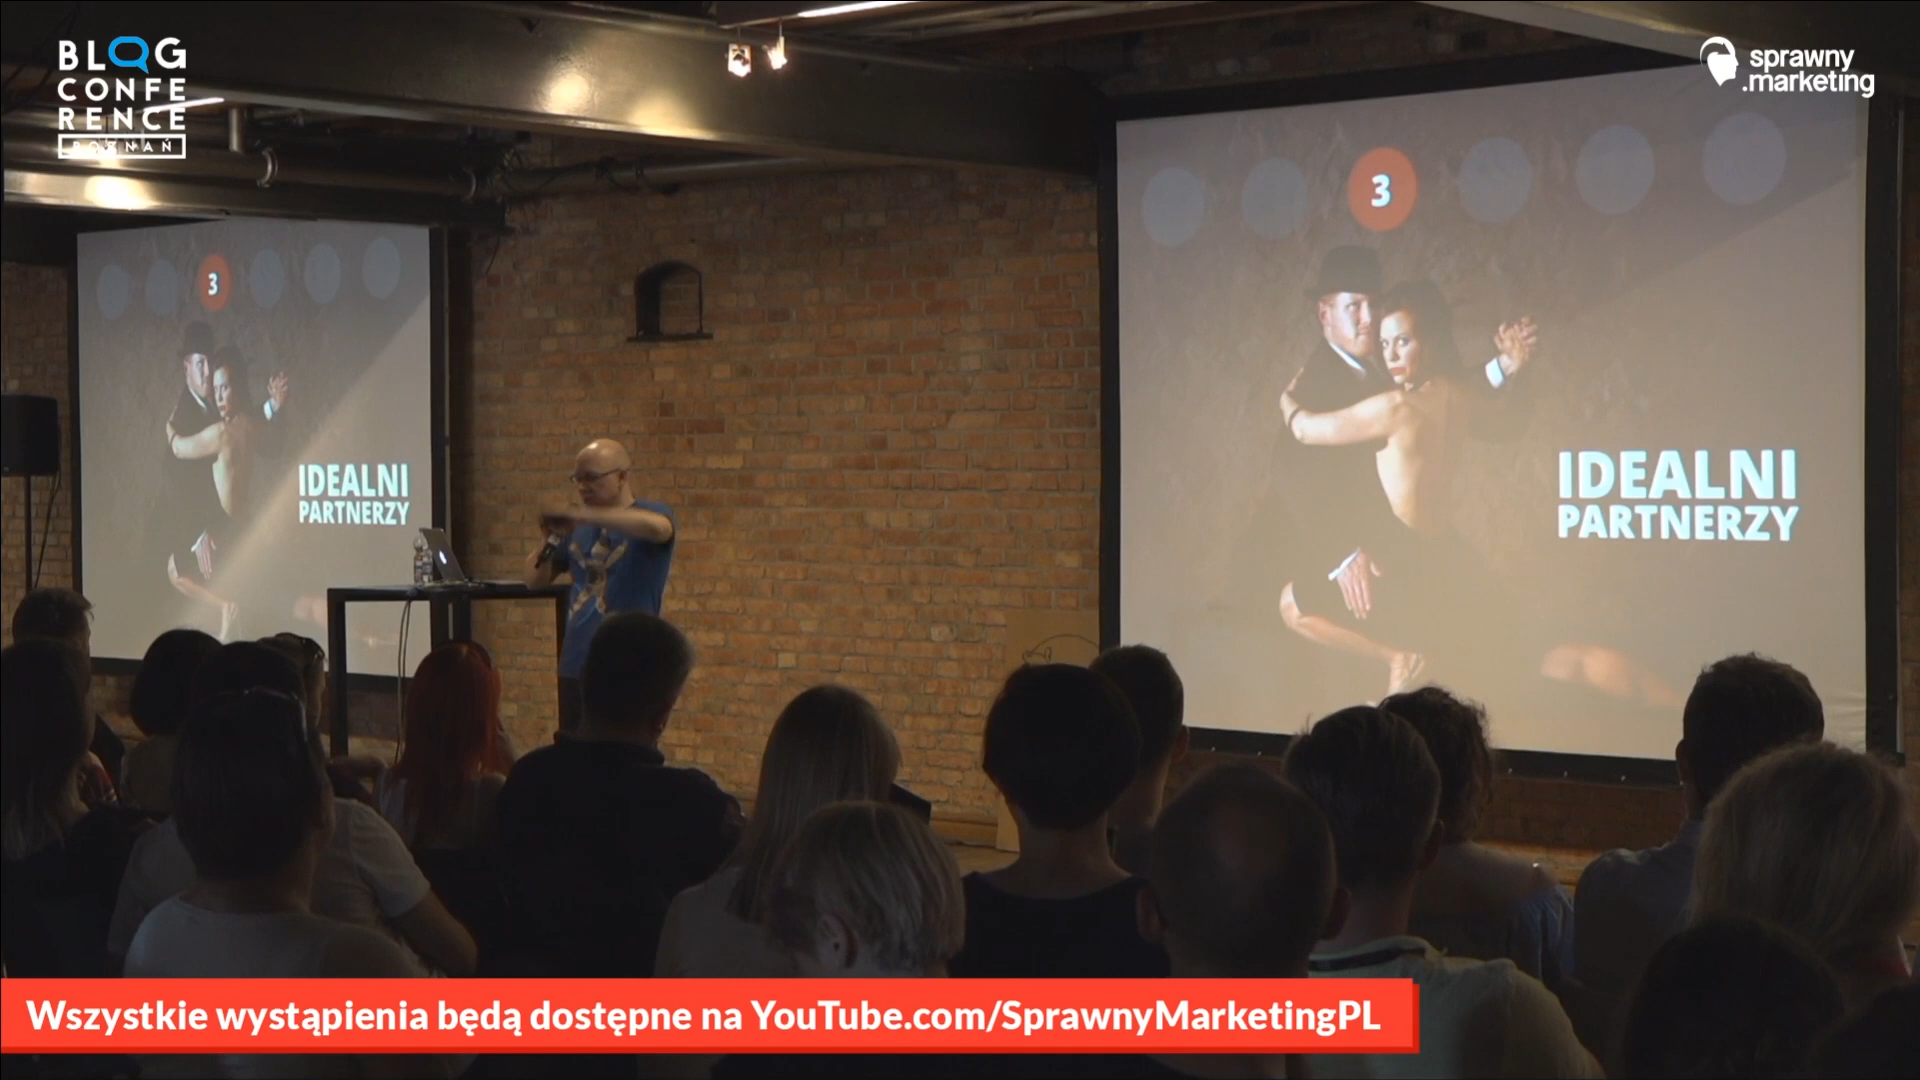 BLOG
CONFE
RENCE
POZNAŃ
sprawny
.marketing
3
IDEALNI
PARTNERZY
3
IDEALNI
PARTNERZY
Wszystkie wystąpienia będą dostępne na YouTube.com/SprawnyMarketingPL